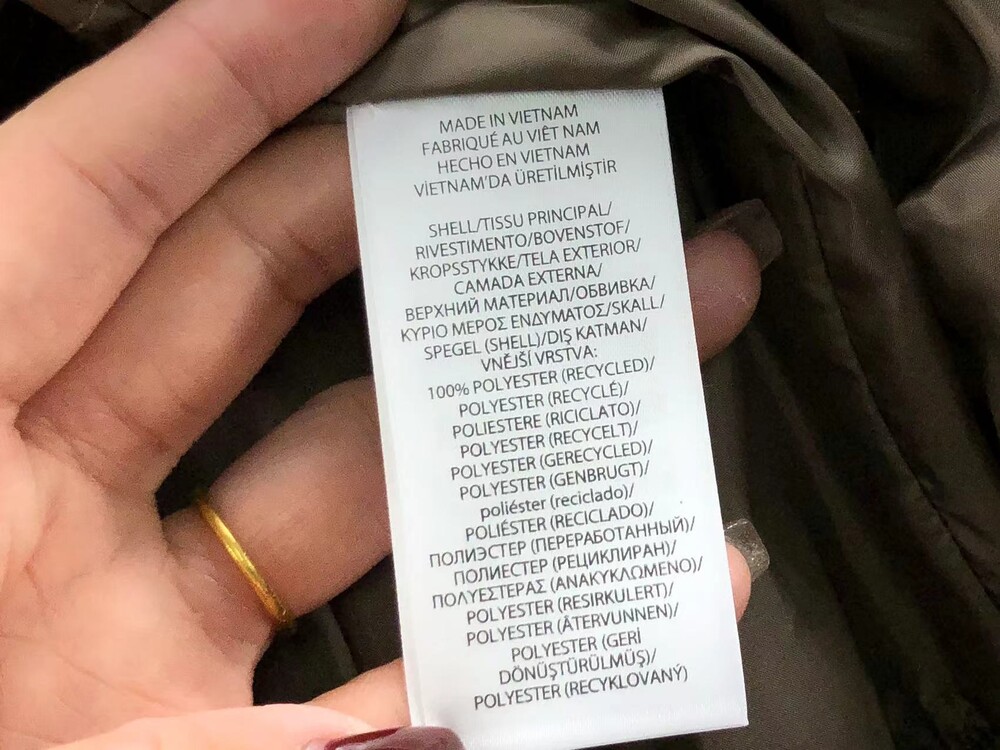 MADE IN VIETNAM
FABRIQUÉ AU VIÊT NAM
HECHO EN VIETNAM
VİETNAM'DA ÜRETİLMİŞTİR
SHELL/TISSU PRINCIPAL/
RIVESTIMENTO/BOVENSTOF/
KROPSSTYKKE/TELA EXTERIOR/
CAMADA EXTERNA/
ВЕРХНИЙ МАТЕРИАЛ/ОБВИВКА/
ΚΥΡΙΟ ΜΕΡΟΣ ΕΝΔΥΜΑΤΟΣ/SKALL/
SPEGEL (SHELL)/DIŞ KATMAN/
VNĚJŠÍ VRSTVA:
100% POLYESTER (RECYCLED)/
POLYESTER (RECYCLÉ)/
POLIESTERE (RICICLATO)/
POLYESTER (RECYCELT)/
POLYESTER (GERECYCLED)/
POLYESTER (GENBRUGT)/
poliéster (reciclado)/
POLIÉSTER (RECICLADO)/
ПОЛИЭСТЕР (ПЕРЕРАБОТАННЫЙ)/
ПОЛИЕСТЕР (РЕЦИКЛИРАН)/
ΠΟΛΥΕΣΤΕΡΑΣ (ΑΝΑΚΥΚΛΩΜΕΝΟ)/
POLYESTER (RESIRKULERT)/
POLYESTER (ÅTERVUNNEN)/
POLYESTER (GERİ
DÖNÜŞTÜRÜLMÜŞ)/
POLYESTER (RECYKLOVANÝ)